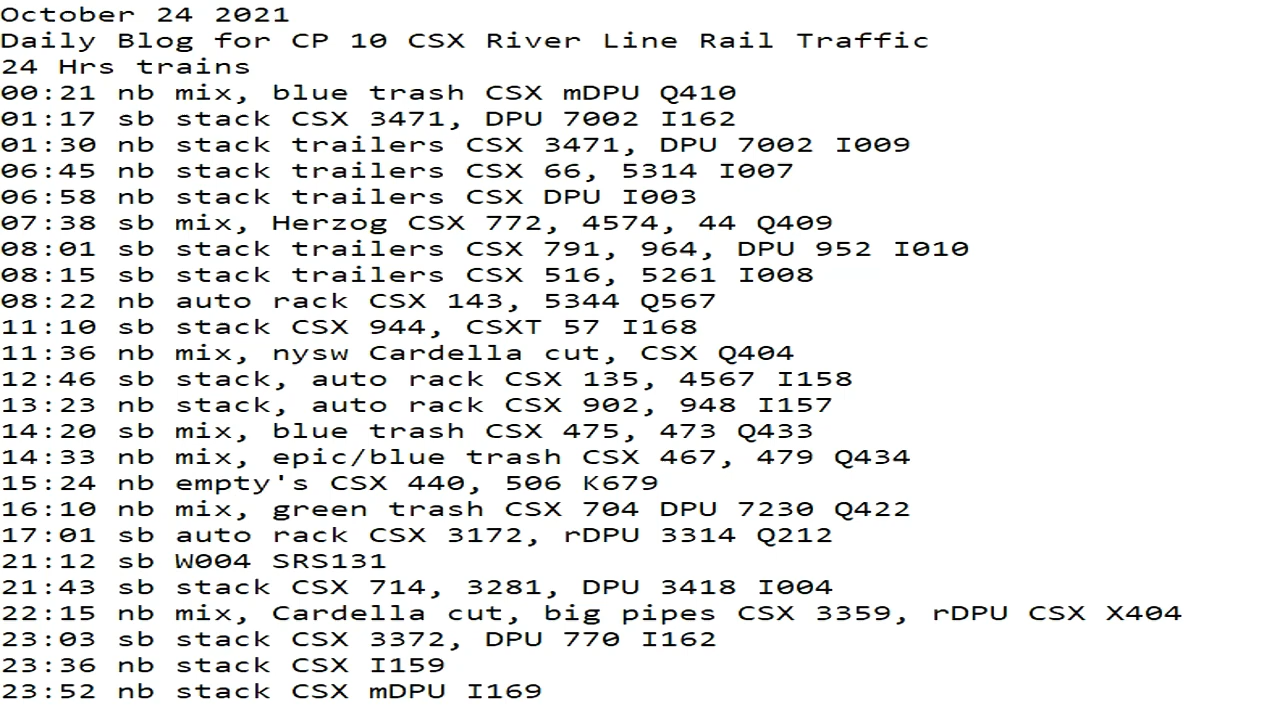 October 24 2021
Daily Blog for CP 10 CSX River Line Rail Traffic
24 Hrs trains
00:21 nb mix, blue trash CSX mDPU Q410
01:17 sb stack CSX 3471, DPU 7002 I162
01:30 nb stack trailers CSX 3471, DPU 7002 I009
06:45 nb stack trailers CSX 66, 5314 I007
06:58 nb stack trailers CSX DPU I003
07:38 sb mix, Herzog CSX 772, 4574, 44 Q409
08:01 sb stack trailers CSX 791, 964, DPU 952 I010
08:15 sb stack trailers CSX 516, 5261 I008
08:22 nb auto rack CSX 143, 5344 Q567
11:10 sb stack CSX 944, CSXT 57 I168
11:36 nb mix, nysw Cardella cut, CSX Q404
12:46 sb stack, auto rack CSX 135, 4567 I158
13:23 nb stack, auto rack CSX 902, 948 I157
14:20 sb mix, blue trash CSX 475, 473 Q433
14:33 nb mix, epic/blue trash CSX 467, 479 Q434
15:24 nb empty's CSX 440, 506 K679
16:10 nb mix, green trash CSX 704 DPU 7230 Q422
17:01 sb auto rack CSX 3172, rDPU 3314 Q212
21:12 sb W004 SRS131
21:43 sb stack CSX 714, 3281, DPU 3418 I004
22:15 nb mix, Cardella cut, big pipes CSX 3359, rDPU CSX X404
23:03 sb stack CSX 3372, DPU 770 I162
23:36 nb stack CSX I159
23:52 nb stack CSX mDPU I169